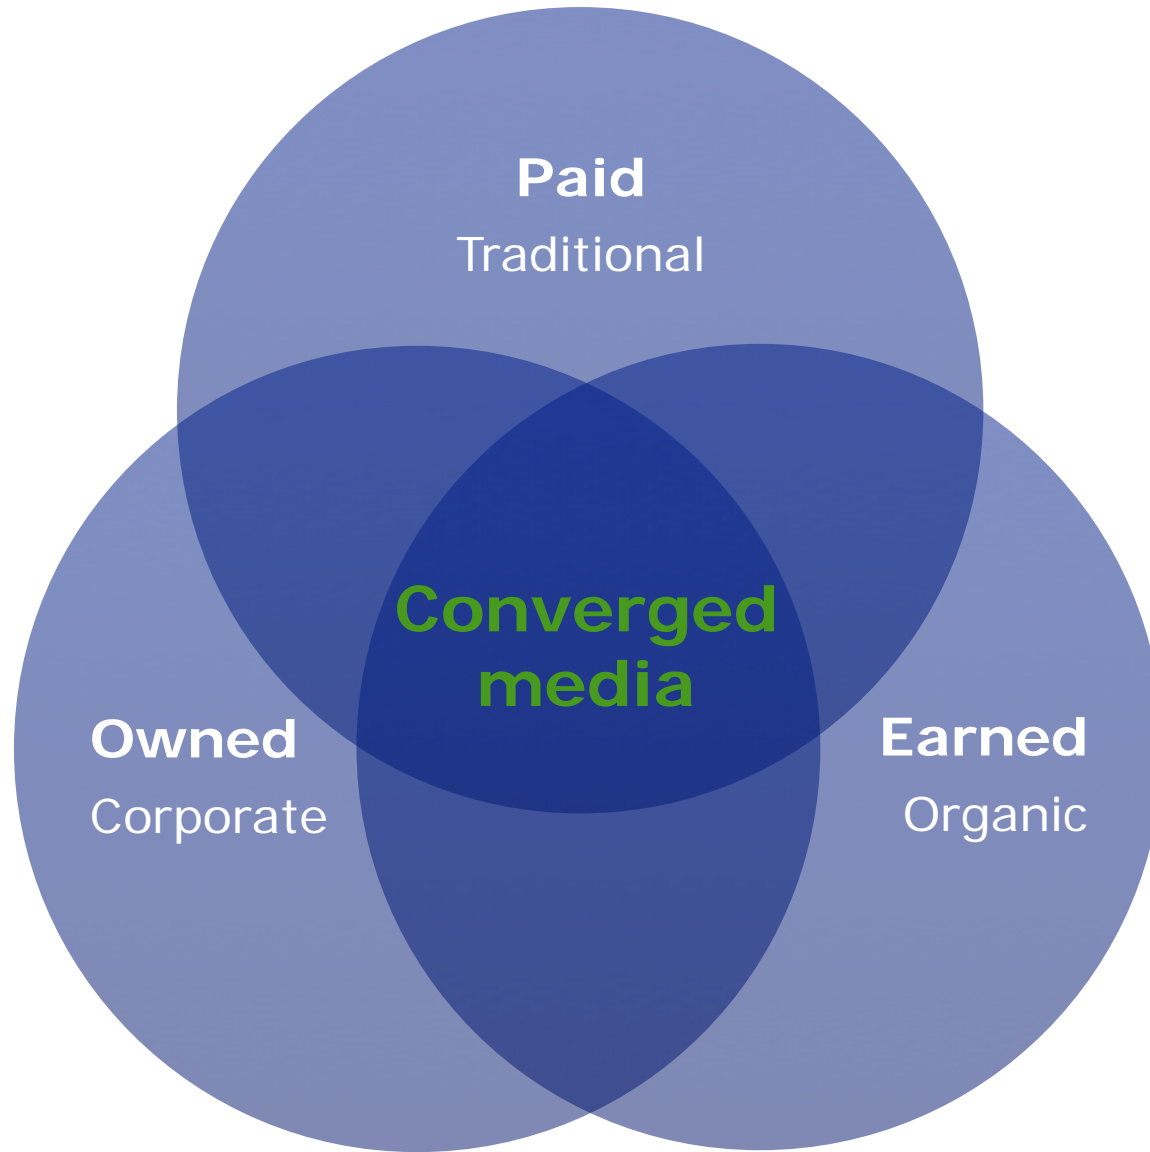 Paid
Traditional
Converged
media
Owned
Corporate
Earned
Organic